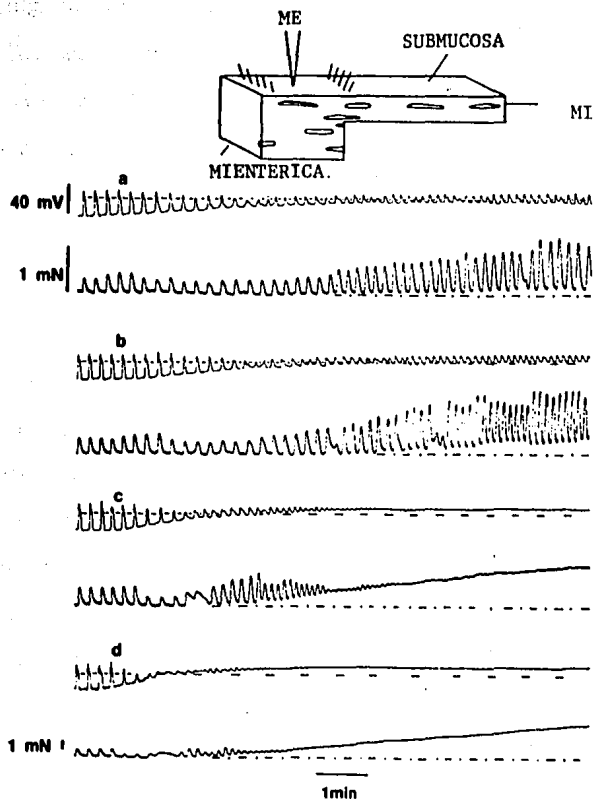 ME
SUBMUCOSA
MI
MIENTERICA.
a
40 mV
1 mN
b
c
d
1 mN
1min